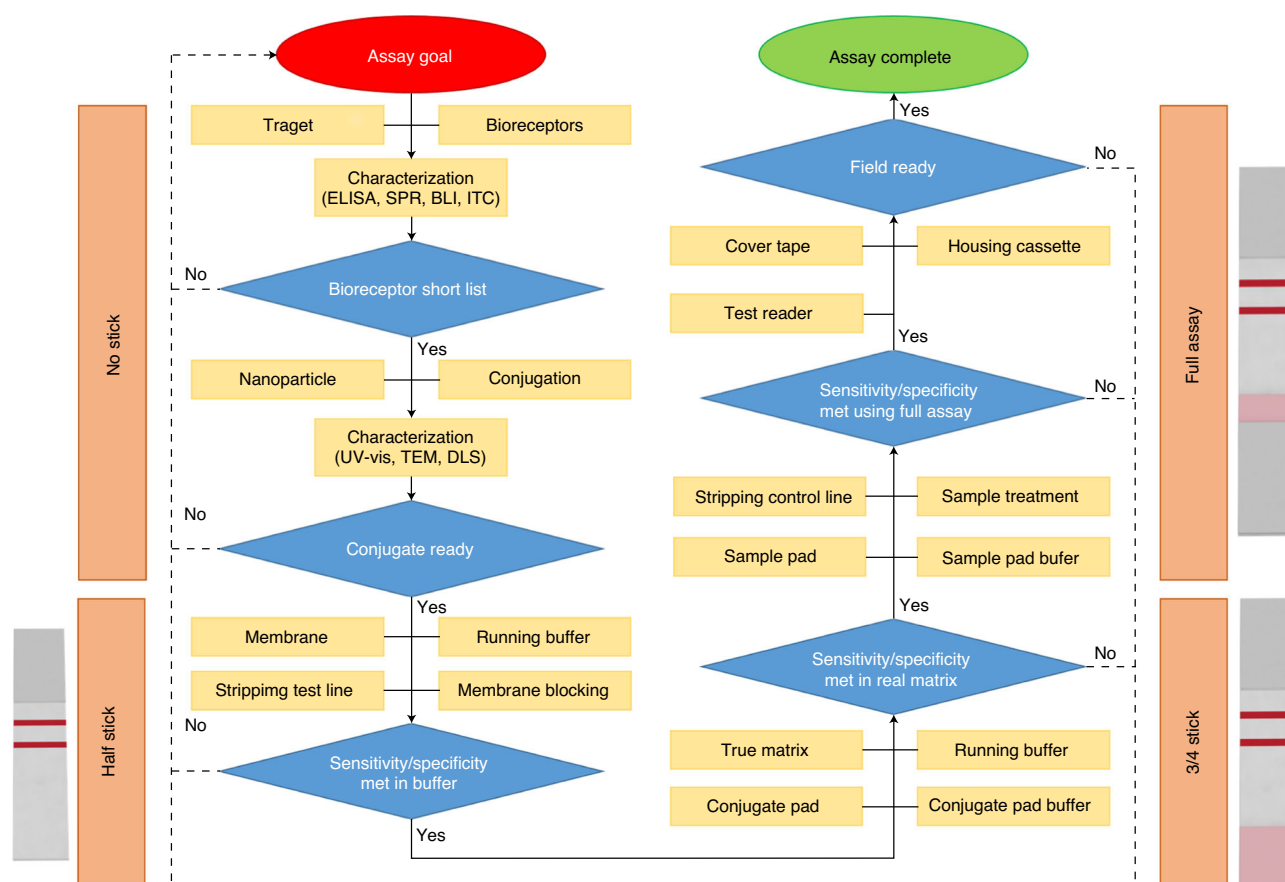 Assay goal
Traget
Bioreceptors
Characterization
(ELISA, SPR, BLI, ITC)
No
Bioreceptor short list
Yes
Nanoparticle
Conjugation
Characterization
(UV-vis, TEM, DLS)
No
Conjugate ready
Yes
Membrane
Running buffer
Strippimg test line
Membrane blocking
No
Sensitivity/specificity
met in buffer
Yes
No stick
Half stick
Assay complete
Yes
Field ready
No
Cover tape
Housing cassette
Test reader
Yes
Sensitivity/specificity
met using full assay
No
Stripping control line
Sample treatment
Sample pad
Sample pad bufer
Yes
Sensitivity/specificity
met in real matrix
No
True matrix
Running buffer
Conjugate pad
Conjugate pad buffer
Full assay
3/4 stick